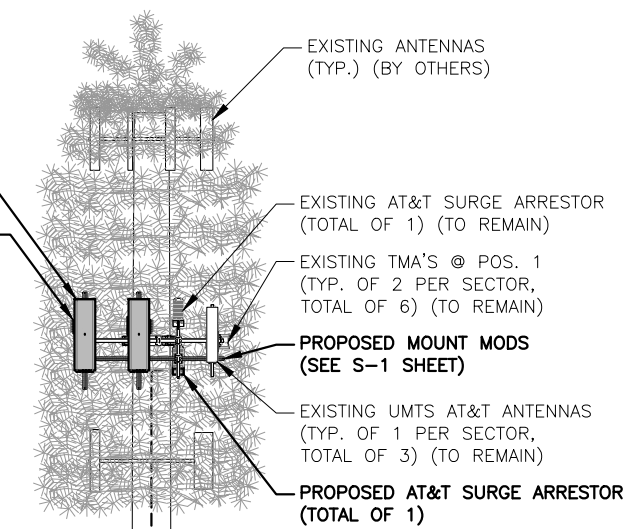 EXISTING ANTENNAS
(TYP.) (BY OTHERS)
EXISTING AT&T SURGE ARRESTOR
(TOTAL OF 1) (TO REMAIN)
EXISTING TMA'S @ POS. 1
(TYP. OF 2 PER SECTOR,
TOTAL OF 6) (TO REMAIN)
PROPOSED MOUNT MODS
(SEE S-1 SHEET)
EXISTING UMTS AT&T ANTENNAS
(TYP. OF 1 PER SECTOR,
TOTAL OF 3) (TO REMAIN)
PROPOSED AT&T SURGE ARRESTOR
(TOTAL OF 1)